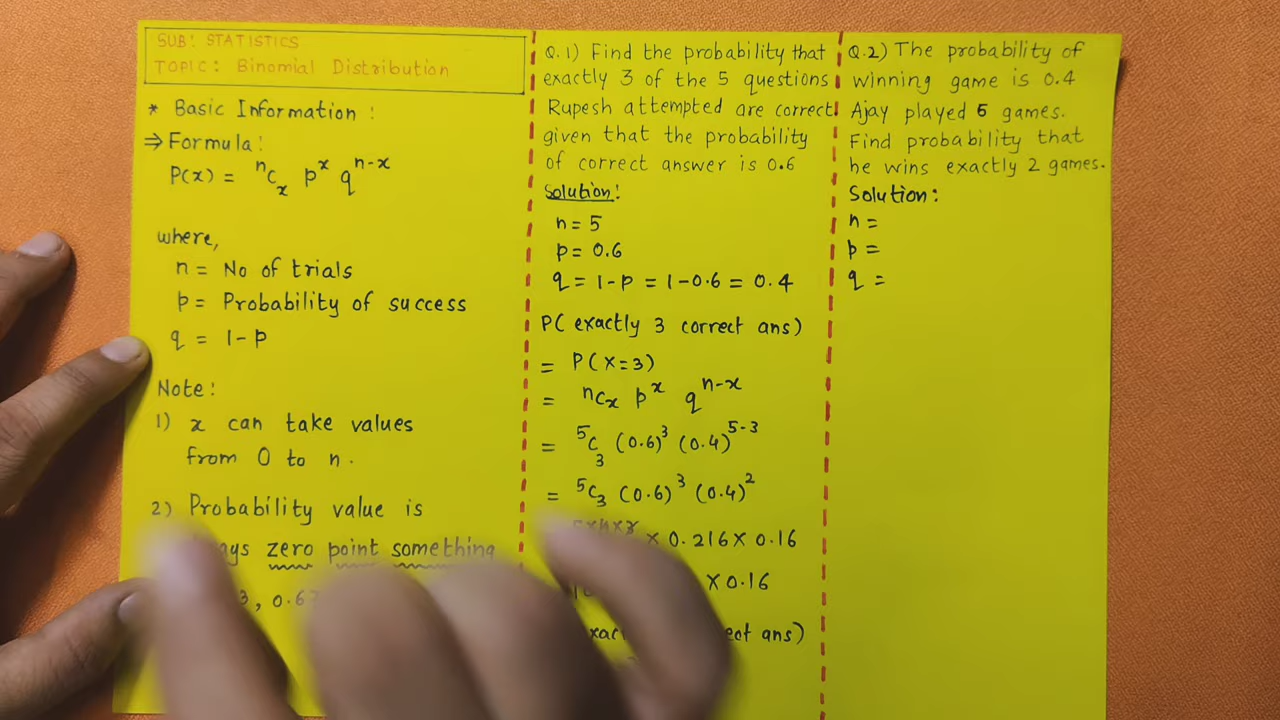 SUB: STATISTICS
TOPIC: Binomial Distribution
* Basic Information:
⇒ Formula:
P(x) = ⁿCₓ pˣ qⁿ⁻ˣ
where,
n = No of trials
p = Probability of success
q = 1-p
Note:
1) x can take values
from 0 to n.
2) Probability value is
zero point something
, 0.6
Q.1) Find the probability that
exactly 3 of the 5 questions
Rupesh attempted are correct
given that the probability
of correct answer is 0.6
Solution:
n = 5
p = 0.6
q = 1-p = 1-0.6 = 0.4
P( exactly 3 correct ans)
= P(x=3)
= ⁿCₓ pˣ qⁿ⁻ˣ
= ⁵C₃ (0.6)³ (0.4)⁵⁻³
= ⁵C₃ (0.6)³ (0.4)²
× 0.216 × 0.16
× 0.16
ans)
Q.2) The probability of
winning game is 0.4
Ajay played 5 games.
Find probability that
he wins exactly 2 games.
Solution:
n =
p =
q =